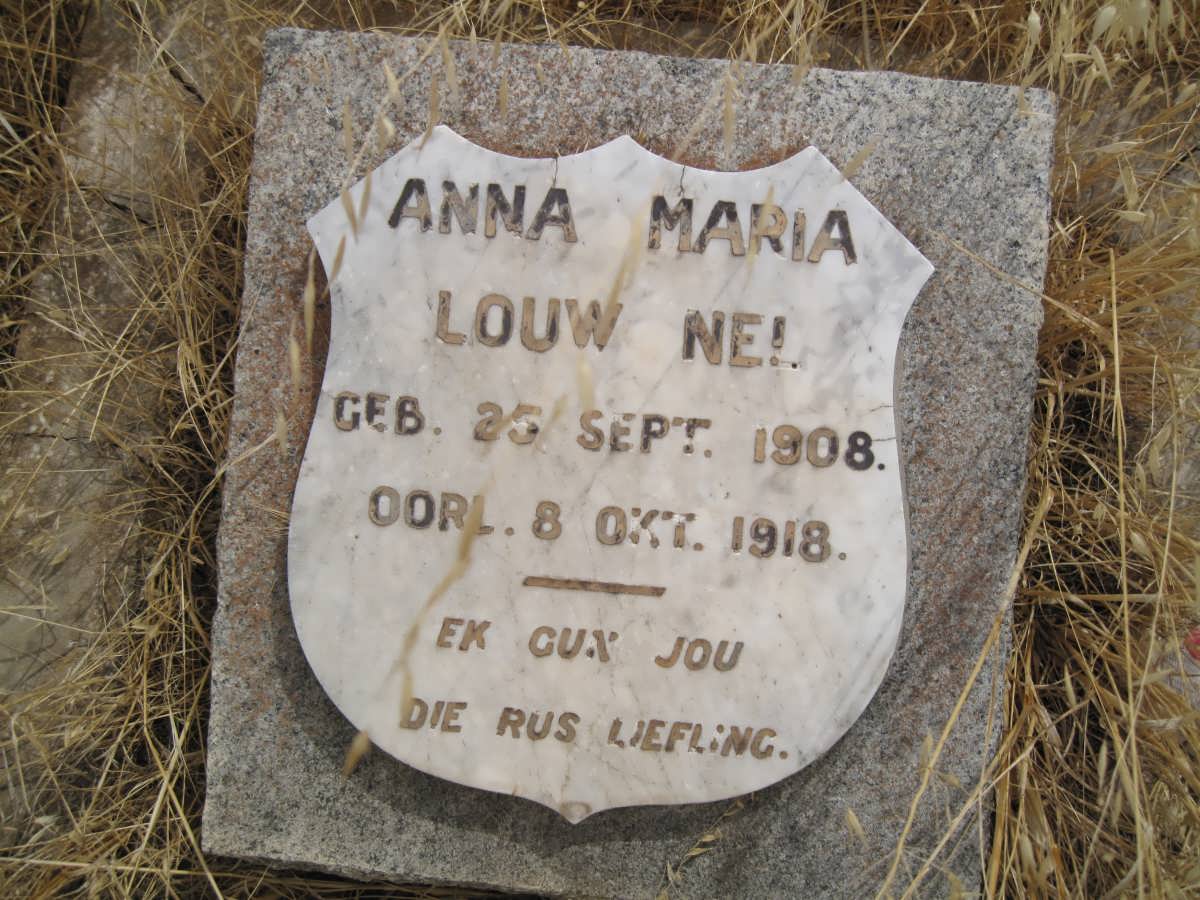 ANNA MARIA
LOUW NEL
GEB. 25 SEPT. 1908.
OORL. 8 OKT. 1918.
EK GUN JOU
DIE RUS LIEFLING.